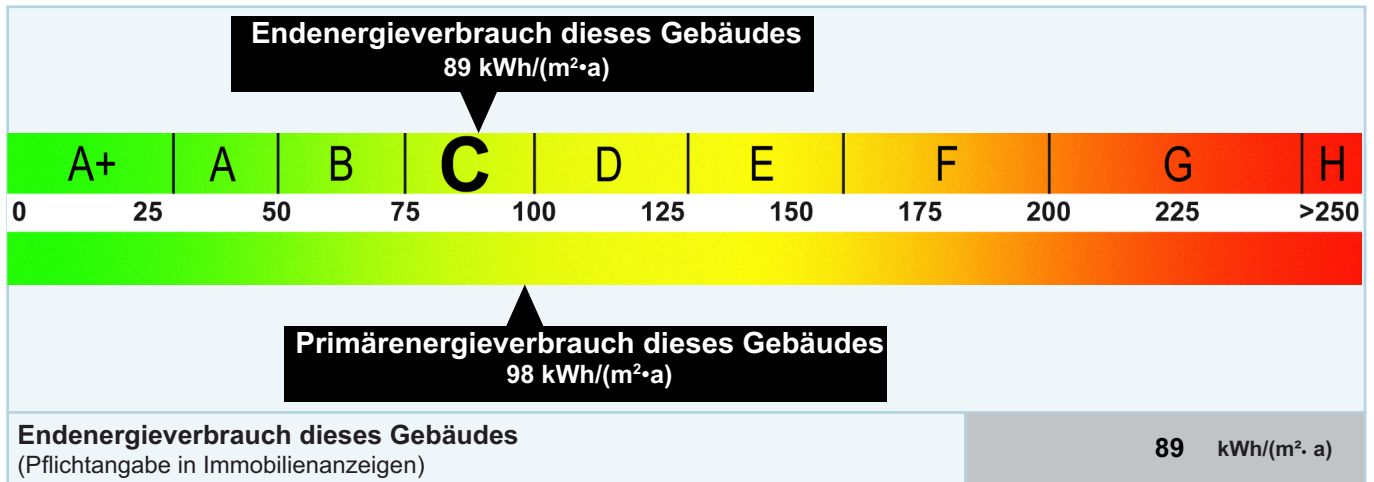 Endenergieverbrauch dieses Gebäudes
89 kWh/(m²•a)
A+ A B C D E F G H
0 25 50 75 100 125 150 175 200 225 >250
Primärenergieverbrauch dieses Gebäudes
98 kWh/(m²•a)
Endenergieverbrauch dieses Gebäudes 89 kWh/(m². a)
(Pflichtangabe in Immobilienanzeigen)